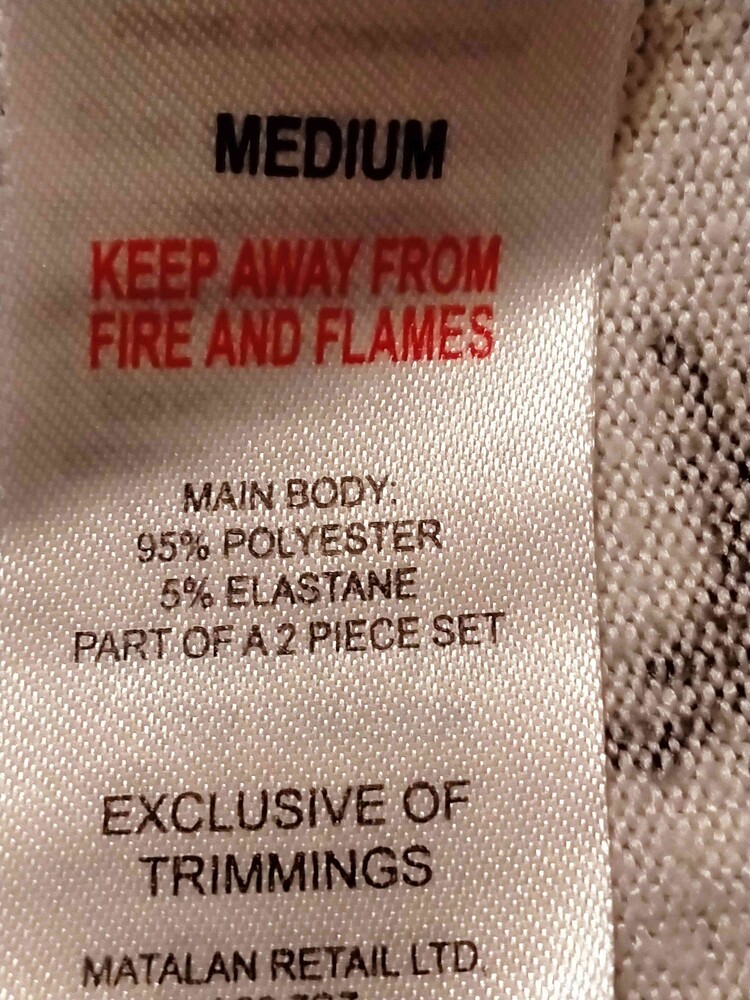 MEDIUM
KEEP AWAY FROM
FIRE AND FLAMES
MAIN BODY:
95% POLYESTER
5% ELASTANE
PART OF A 2 PIECE SET
EXCLUSIVE OF
TRIMMINGS
MATALAN RETAIL LTD.